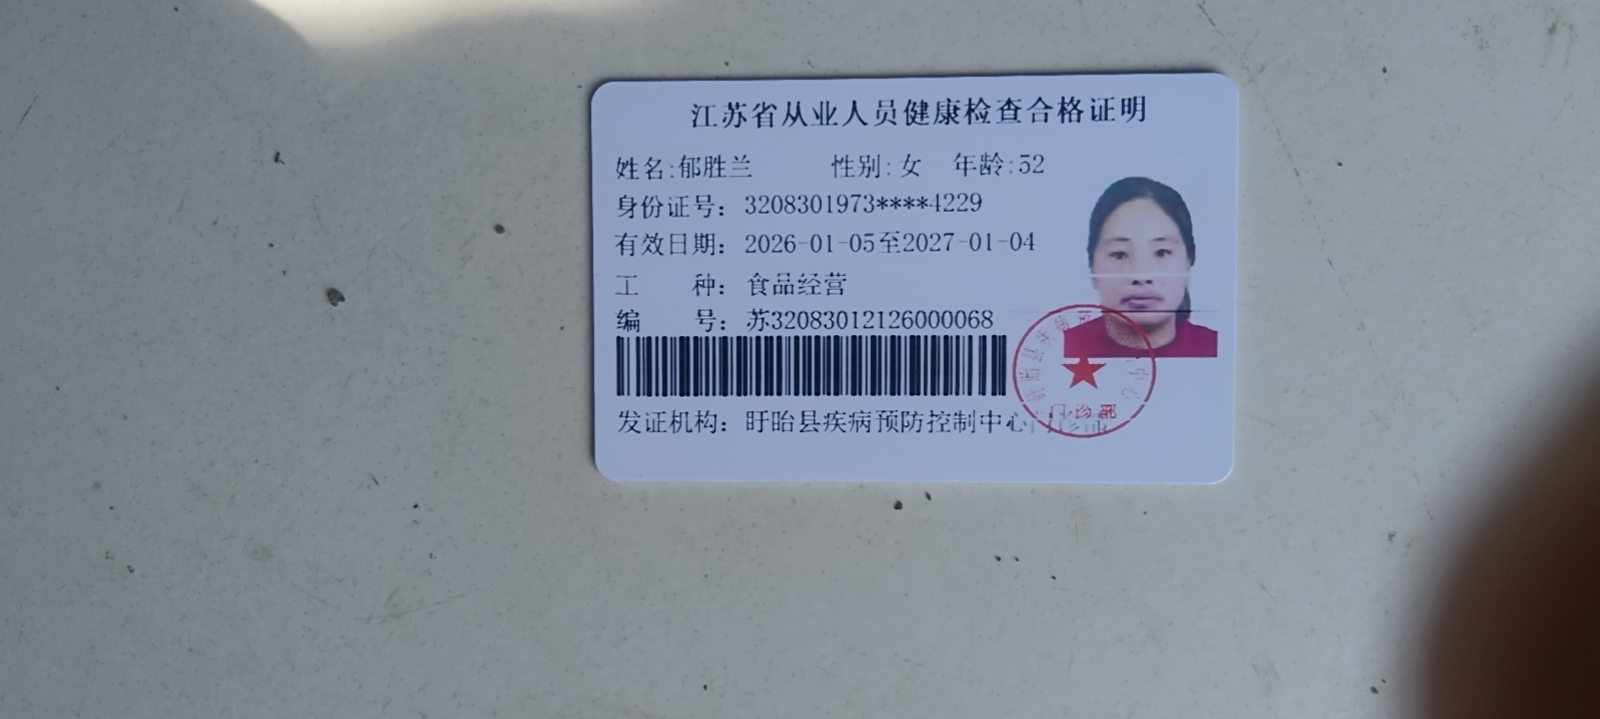 江苏省从业人员健康检查合格证明
姓名:郁胜兰 性别:女 年龄:52
身份证号：3208301973****4229
有效日期：2026-01-05至2027-01-04
工 种：食品经营
编 号：苏32083012126000068
发证机构：盱眙县疾病预防控制中心